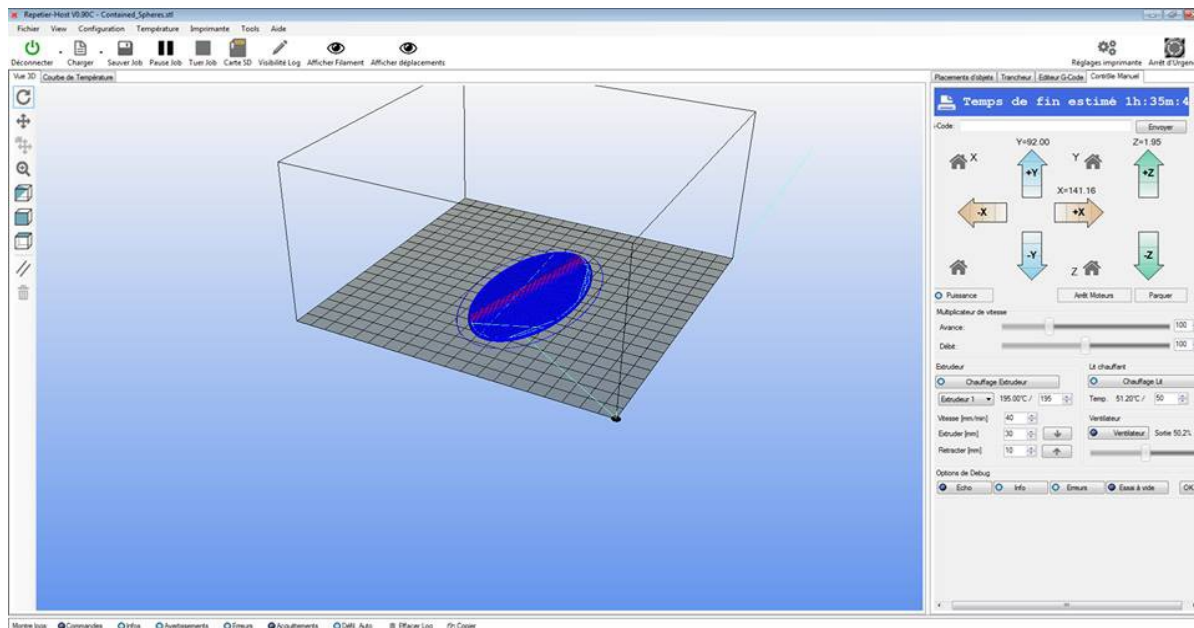 Repetier-Host V0.90C - Contained_Spheres.stl
Fichier View Configuration Température Imprimante Tools Aide
Déconnecter Charger Sauver Job Pause Job Tuer Job Carte SD Visibilité Log Afficher Filament Afficher déplacements Réglages imprimante Arrêt d'Urgen
Vue 3D Courbe de Température
Placements d'objets Trancheur Editeur G-Code Contrôle Manuel
Temps de fin estimé 1h:35m:4
-Code: Envoyer
Y=92.00 Z=1.95
X Y
+Y +Z
X=141.16
-X +X
-Y -Z
Z
Puissance Arrêt Moteurs Parquer
Multiplicateur de vitesse
Avance: 100
Débit: 100
Extrudeur Lit chauffant
Chauffage Extrudeur Chauffage Lit
Extrudeur 1 195.00°C / 195 Temp. 51.20°C / 50
Vitesse [mm/min] 40 Ventilateur
Extruder [mm] 30 Ventilateur Sortie 50,2%
Retracter [mm] 10
Options de Debug
Echo Info Erreurs Essai à vide OK
Montre logs: Commandes Infos Avertissements Erreurs Acquittements Défil. Auto Effacer Log Copier